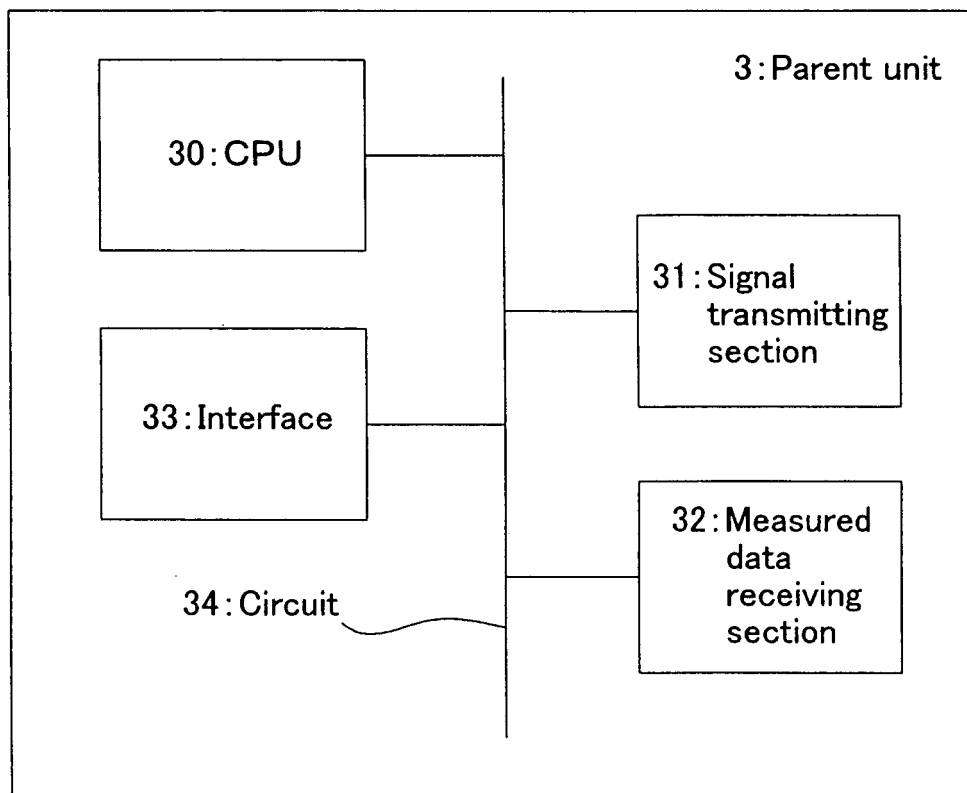 3:Parent unit
30:CPU
31:Signal
transmitting
section
33:Interface
32:Measured
data
receiving
section
34:Circuit